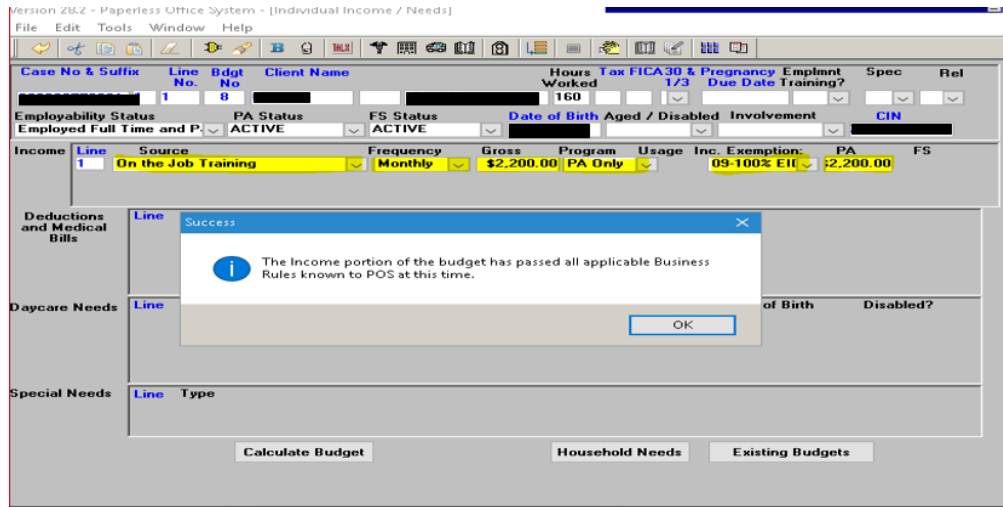 Version 28.2 - Paperless Office System - [Individual Income / Needs]
File Edit Tools Window Help
Case No & Suffix Line No. Bdgt No Client Name Hours Worked Tax FICA 30 & 1/3 Pregnancy Due Date Emplmnt Training? Spec Rel
1 8 160
Employability Status PA Status FS Status Date of Birth Aged / Disabled Involvement CIN
Employed Full Time and P. ACTIVE ACTIVE
Income Line Source Frequency Gross Program Usage Inc. Exemption: PA FS
1 On the Job Training Monthly $2,200.00 PA Only 09-100% EI 2,200.00
Deductions and Medical Bills Line
Success
The Income portion of the budget has passed all applicable Business
Rules known to POS at this time.
OK
Daycare Needs Line of Birth Disabled?
Special Needs Line Type
Calculate Budget Household Needs Existing Budgets